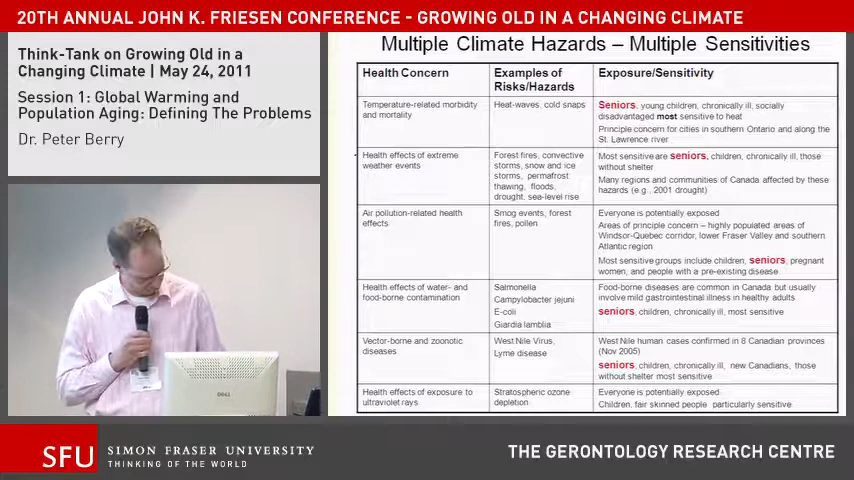 20TH ANNUAL JOHN K. FRIESEN CONFERENCE - GROWING OLD IN A CHANGING CLIMATE
Think-Tank on Growing Old in a
Changing Climate | May 24, 2011
Session 1: Global Warming and
Population Aging: Defining The Problems
Dr. Peter Berry
Multiple Climate Hazards – Multiple Sensitivities
Health Concern
Examples of
Risks/Hazards
Exposure/Sensitivity
Temperature-related morbidity
and mortality
Heat-waves, cold snaps
Seniors, young children, chronically ill, socially
disadvantaged most sensitive to heat
Principle concern for cities in southern Ontario and along the
St. Lawrence river
Health effects of extreme
weather events
Forest fires, convective
storms, snow and ice
storms, permafrost
thawing, floods,
drought, sea-level rise
Most sensitive are seniors, children, chronically ill, those
without shelter
Many regions and communities of Canada affected by these
hazards (e.g., 2001 drought)
Air pollution-related health
effects
Smog events, forest
fires, pollen
Everyone is potentially exposed
Areas of principle concern – highly populated areas of
Windsor-Quebec corridor, lower Fraser Valley and southern
Atlantic region
Most sensitive groups include children, seniors, pregnant
women, and people with a pre-existing disease
Health effects of water- and
food-borne contamination
Salmonella
Campylobacter jejuni
E-coli
Giardia lamblia
Food-borne diseases are common in Canada but usually
involve mild gastrointestinal illness in healthy adults
seniors, children, chronically ill, most sensitive
Vector-borne and zoonotic
diseases
West Nile Virus,
Lyme disease
West Nile human cases confirmed in 8 Canadian provinces
(Nov 2005)
seniors, children, chronically ill, new Canadians, those
without shelter most sensitive
Health effects of exposure to
ultraviolet rays
Stratospheric ozone
depletion
Everyone is potentially exposed
Children, fair skinned people particularly sensitive
DELL
SFU
SIMON FRASER UNIVERSITY
THINKING OF THE WORLD
THE GERONTOLOGY RESEARCH CENTRE